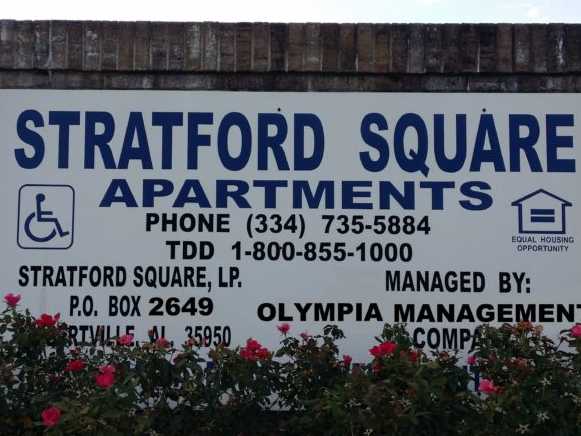 STRATFORD SQUARE
APARTMENTS
PHONE (334) 735-5884
TDD 1-800-855-1000
EQUAL HOUSING
OPPORTUNITY
STRATFORD SQUARE, LP.
P.O. BOX 2649
AL, 35950
MANAGED BY:
OLYMPIA MANAGEMENT